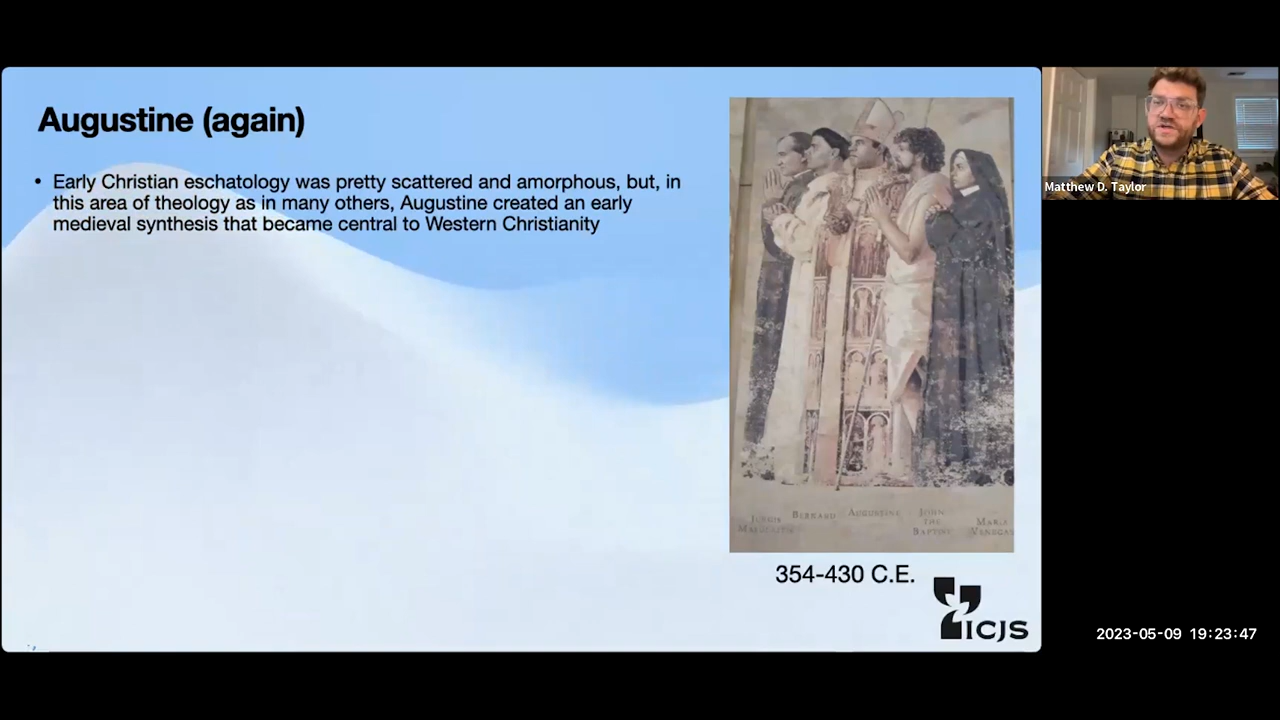 Augustine (again)
• Early Christian eschatology was pretty scattered and amorphous, but, in
this area of theology as in many others, Augustine created an early
medieval synthesis that became central to Western Christianity
BERNARD
AUGUSTINE
JOHN
THE
BAPTIST
354-430 C.E.
ICJS
Matthew D. Taylor
2023-05-09 19:23:47